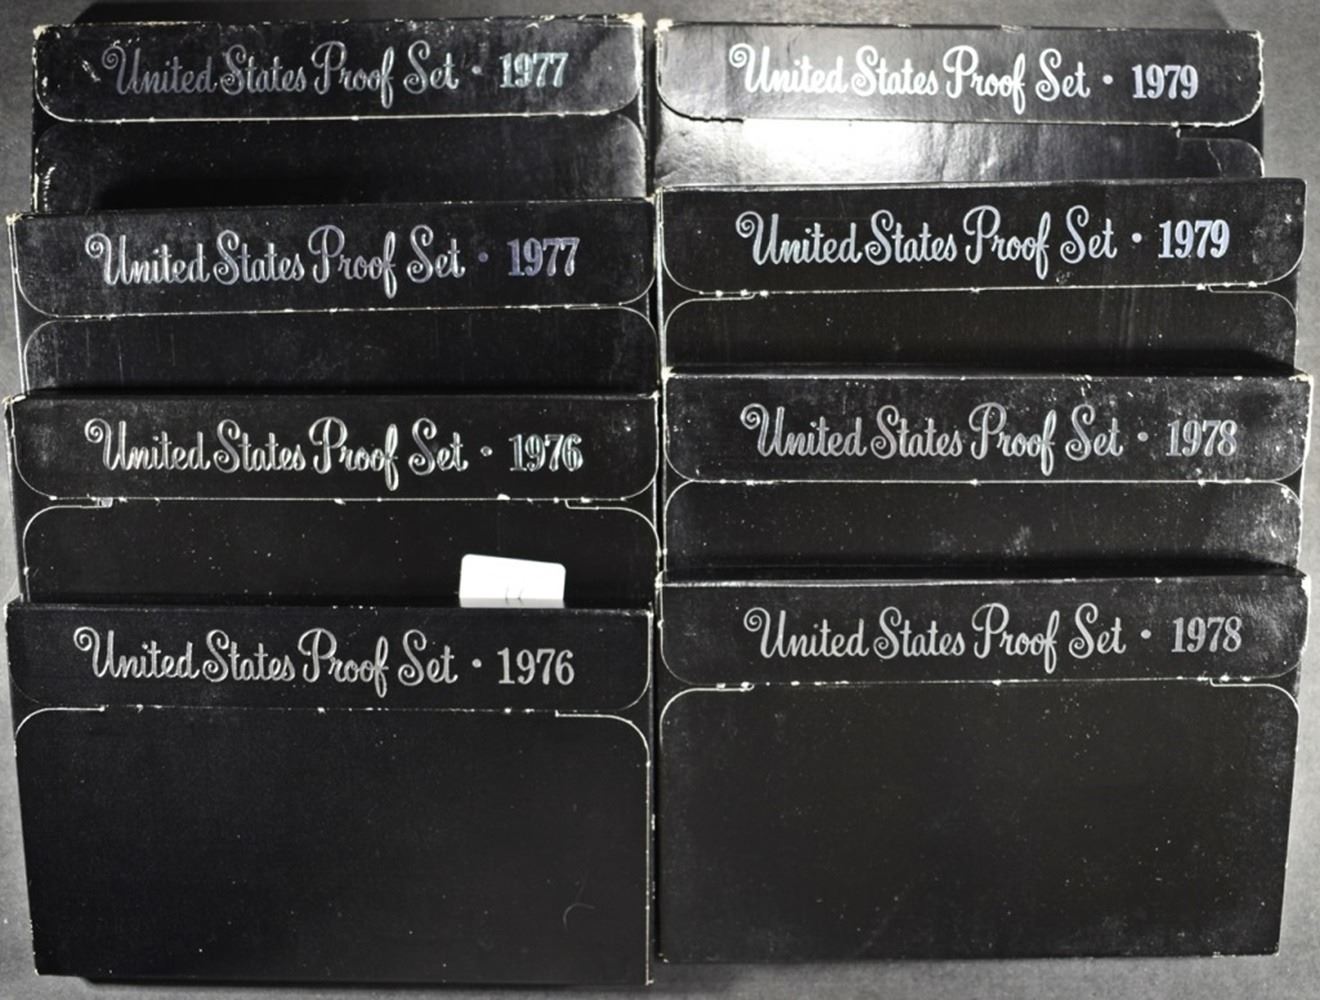 United States Proof Set · 1977
United States Proof Set · 1977
United States Proof Set · 1976
United States Proof Set · 1976
United States Proof Set · 1979
United States Proof Set · 1979
United States Proof Set · 1978
United States Proof Set · 1978